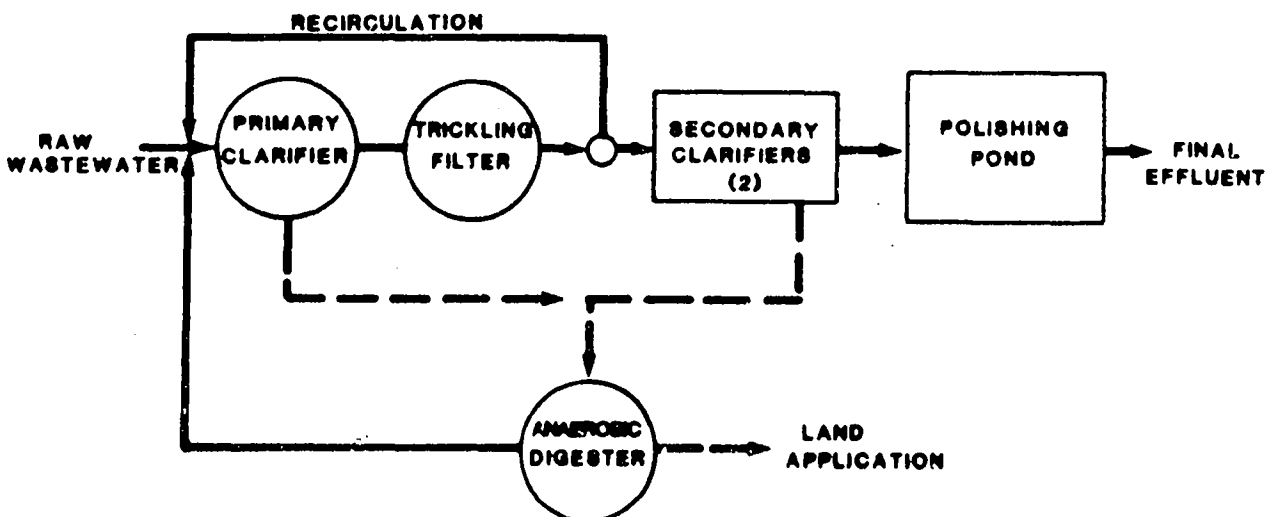 RECIRCULATION
RAW
WASTEWATER
PRIMARY
CLARIFIER
TRICKLING
FILTER
SECONDARY
CLARIFIERS
(2)
POLISHING
POND
FINAL
EFFLUENT
ANAEROBIC
DIGESTER
LAND
APPLICATION